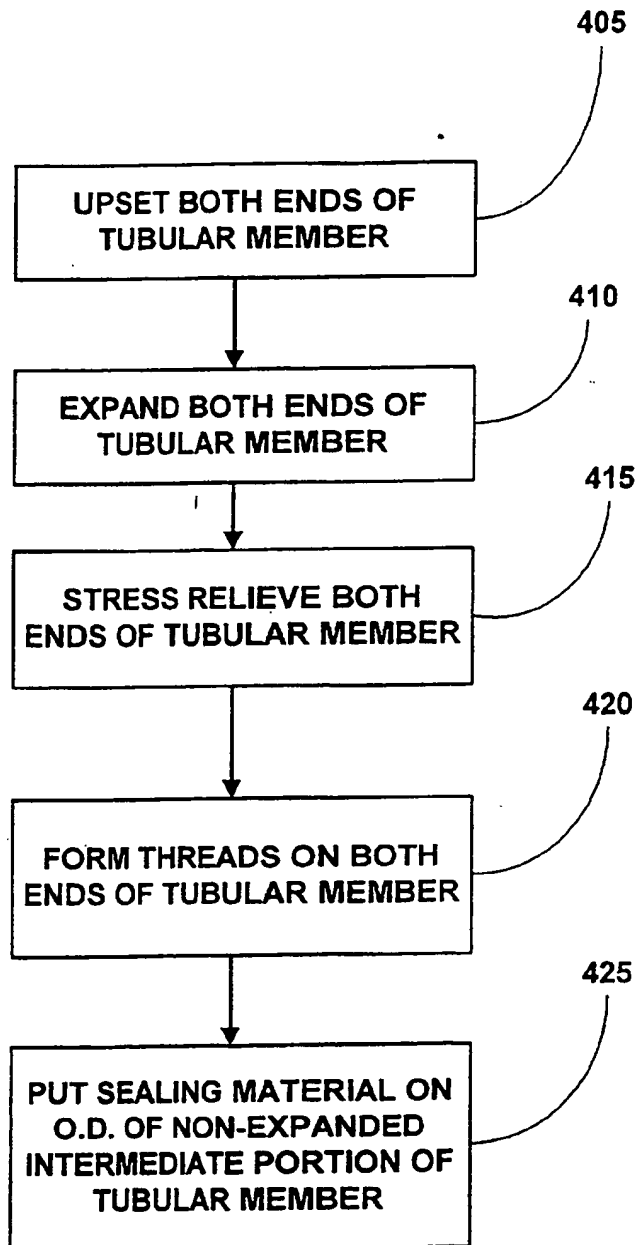 405
UPSET BOTH ENDS OF
TUBULAR MEMBER
410
EXPAND BOTH ENDS OF
TUBULAR MEMBER
415
STRESS RELIEVE BOTH
ENDS OF TUBULAR MEMBER
420
FORM THREADS ON BOTH
ENDS OF TUBULAR MEMBER
425
PUT SEALING MATERIAL ON
O.D. OF NON-EXPANDED
INTERMEDIATE PORTION OF
TUBULAR MEMBER